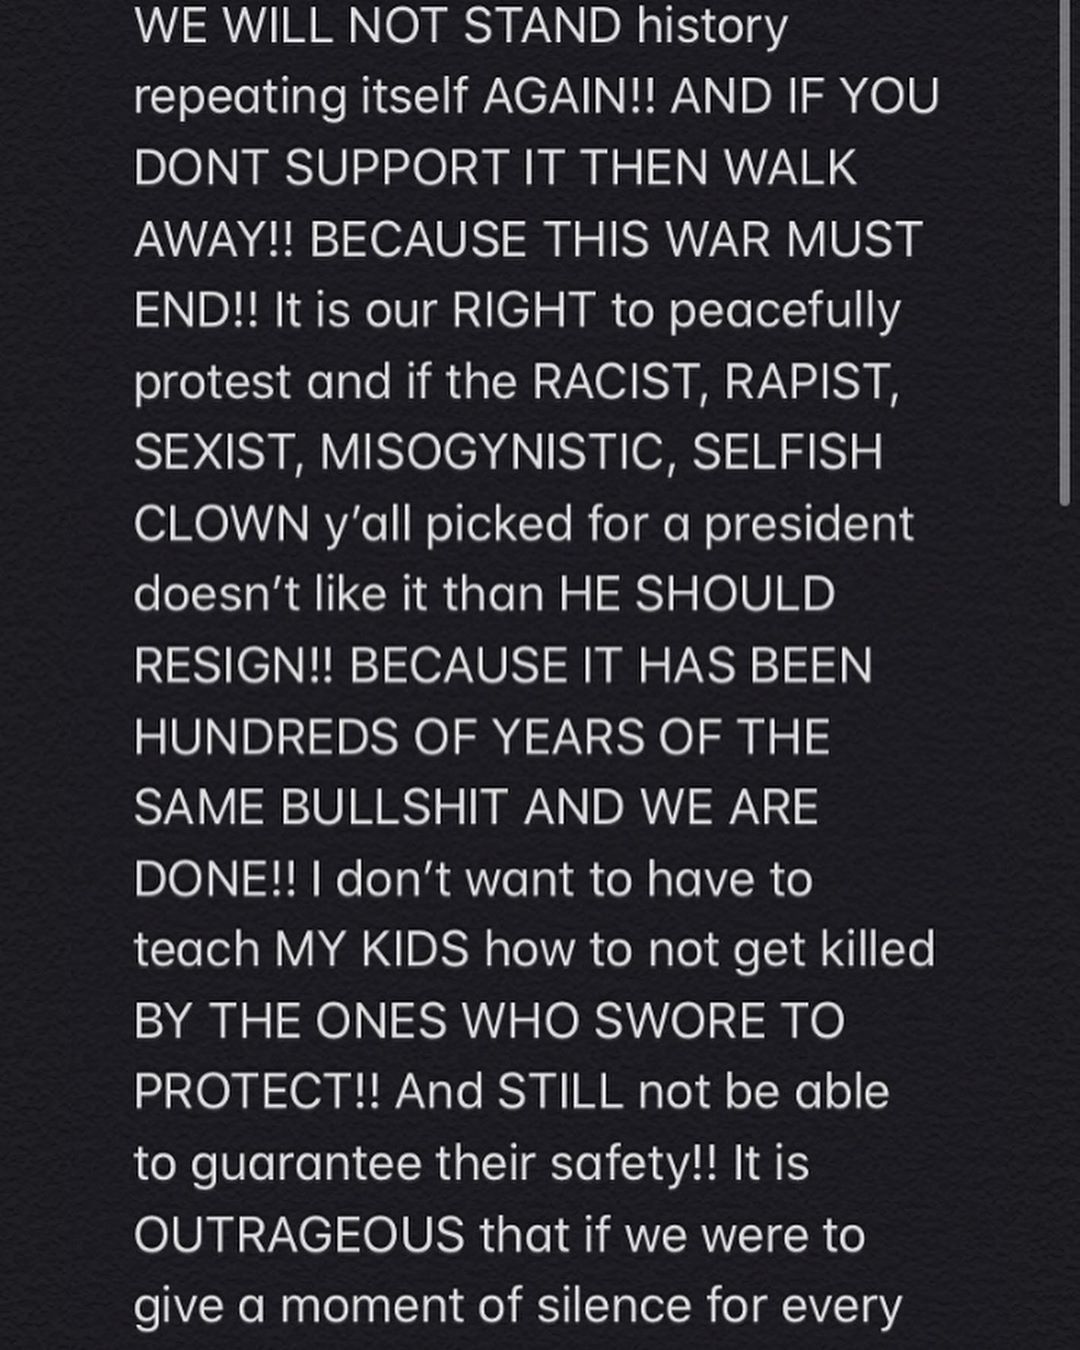 WE WILL NOT STAND history
repeating itself AGAIN!! AND IF YOU
DONT SUPPORT IT THEN WALK
AWAY!! BECAUSE THIS WAR MUST
END!! It is our RIGHT to peacefully
protest and if the RACIST, RAPIST,
SEXIST, MISOGYNISTIC, SELFISH
CLOWN y’all picked for a president
doesn’t like it than HE SHOULD
RESIGN!! BECAUSE IT HAS BEEN
HUNDREDS OF YEARS OF THE
SAME BULLSHIT AND WE ARE
DONE!! I don’t want to have to
teach MY KIDS how to not get killed
BY THE ONES WHO SWORE TO
PROTECT!! And STILL not be able
to guarantee their safety!! It is
OUTRAGEOUS that if we were to
give a moment of silence for every